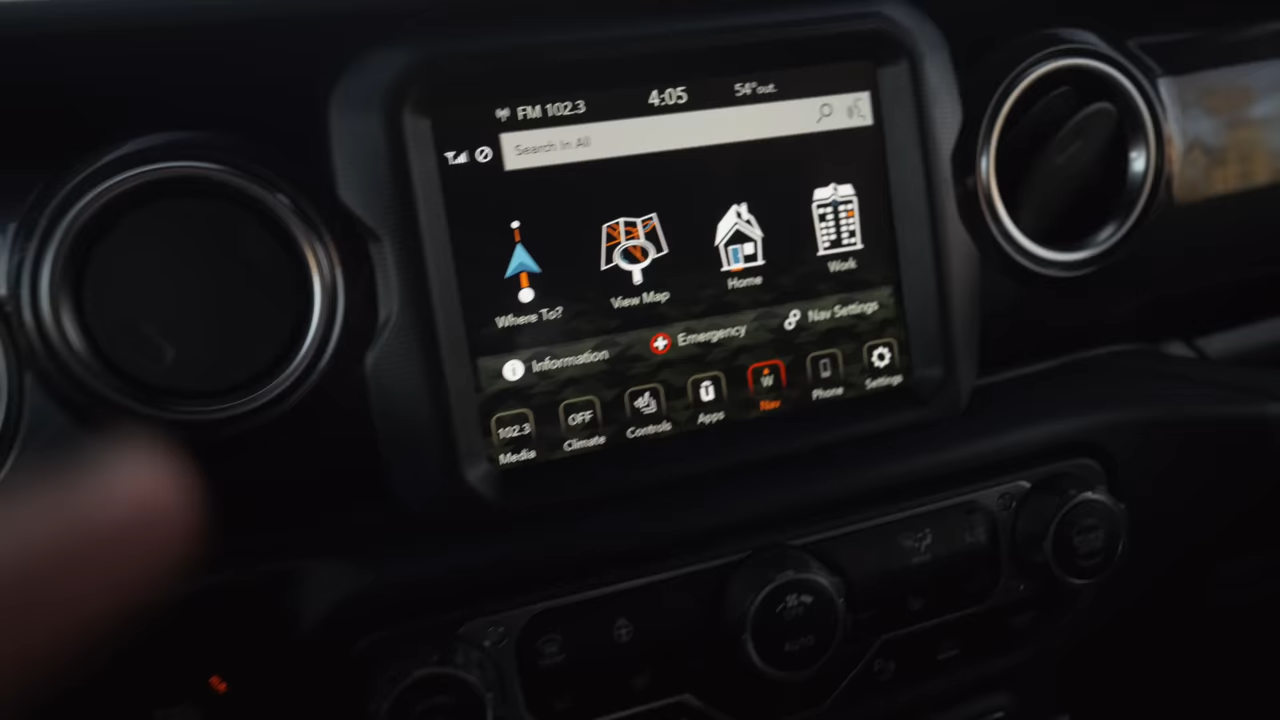 FM 102.3 4:05 54°out.
Search In All
Where To? View Map Home Work
Information Emergency Nav Settings
102.3 OFF W
Media Climate Controls Apps Nav Phone Settings
AUTO